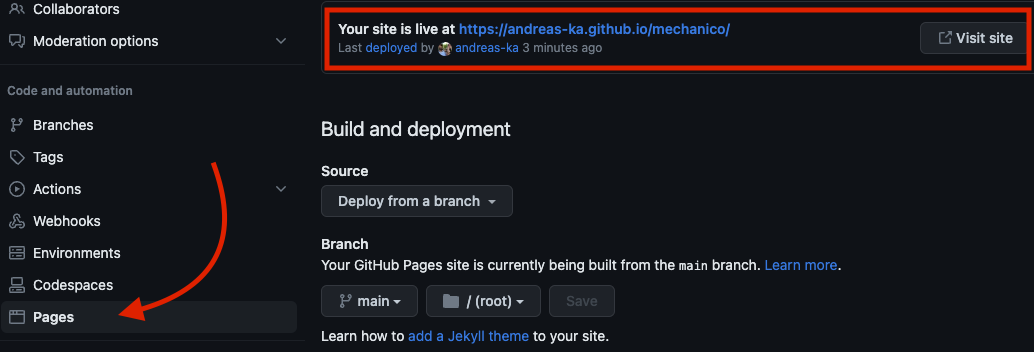 Collaborators
Moderation options
Code and automation
Branches
Tags
Actions
Webhooks
Environments
Codespaces
Pages
Your site is live at https://andreas-ka.github.io/mechanico/
Last deployed by andreas-ka 3 minutes ago
Visit site
Build and deployment
Source
Deploy from a branch
Branch
Your GitHub Pages site is currently being built from the main branch. Learn more.
main
/ (root)
Save
Learn how to add a Jekyll theme to your site.